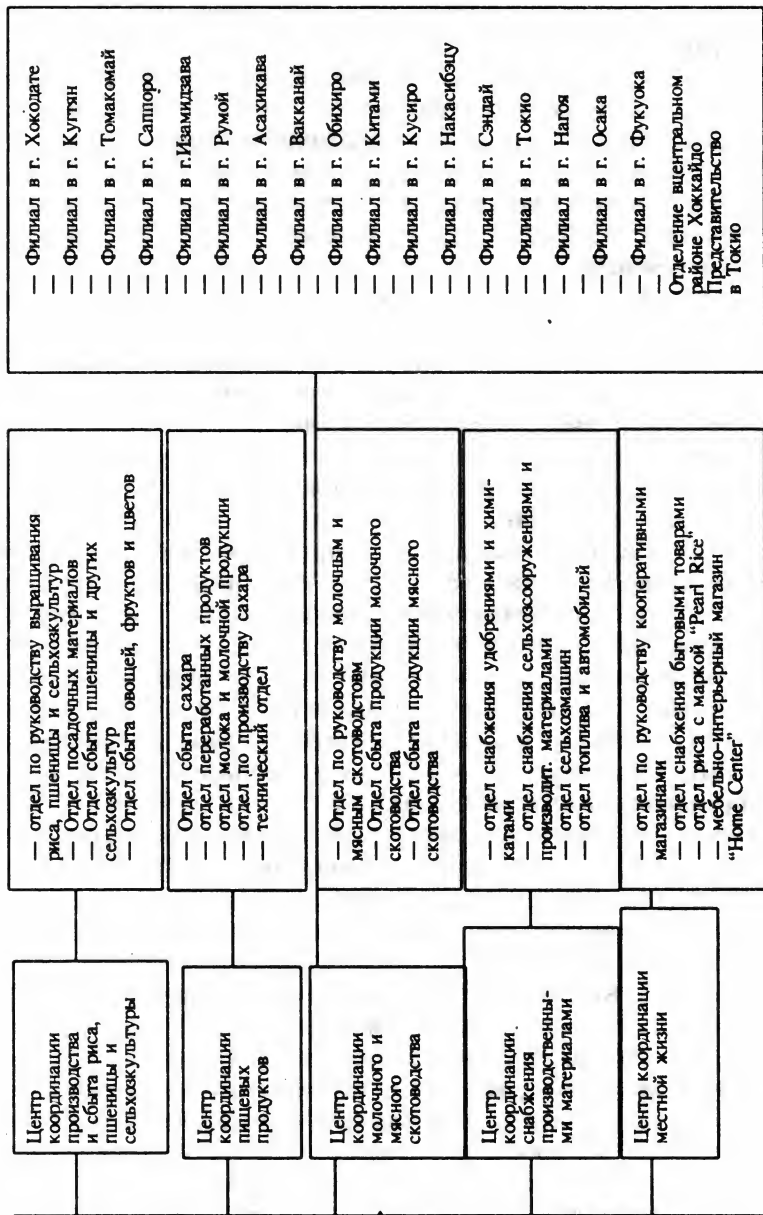 Центр
координации
производства
и сбыта риса,
пшеницы и
сельхозкультуры
— отдел по руководству выращивания
риса, пшеницы и сельхозкультур
— Отдел посадочных материалов
— Отдел сбыта пшеницы и других
сельхозкультур
— Отдел сбыта овощей, фруктов и цветов
Центр
координации
пищевых
продуктов
— Отдел сбыта сахара
— отдел переработанных продуктов
— отдел молока и молочной продукции
— отдел по производству сахара
— технический отдел
Центр
координации
молочного и
мясного
скотоводства
— Отдел по руководству молочным и
мясным скотоводстовм
— Отдел сбыта продукции молочного
скотоводства
— Отдел сбыта продукции мясного
скотоводства
Центр
координации
снабжения
производственны-
ми материалами
— отдел снабжения удобрениями и хими-
катами
— отдел снабжения сельхозсооружениями и
производит. материалами
— отдел сельхозмашин
— отдел топлива и автомобилей
Центр координации
местной жизни
— отдел по руководству кооперативными
магазинами
— отдел снабжения бытовыми товарами
— отдел риса с маркой "Pearl Rice"
— мебельно-интерьерный магазин
"Home Center"
— Филиал в г. Хокодате
— Филиал в г. Кугтян
— Филиал в г. Томакомай
— Филиал в г. Саппоро
— Филиал в г.Изамидзава
— Филиал в г. Румой
— Филиал в г. Асахикава
— Филиал в г. Вакканай
— Филиал в г. Обихиро
— Филиал в г. Китами
— Филиал в г. Кусиро
— Филиал в г. Накасибэцу
— Филиал в г. Сэндай
— Филиал в г. Токио
— Филиал в г. Нагоя
— Филиал в г. Осака
— Филиал в г. Фукуока
Отделение вцентральном
районе Хоккайдо
Представительство
в Токио